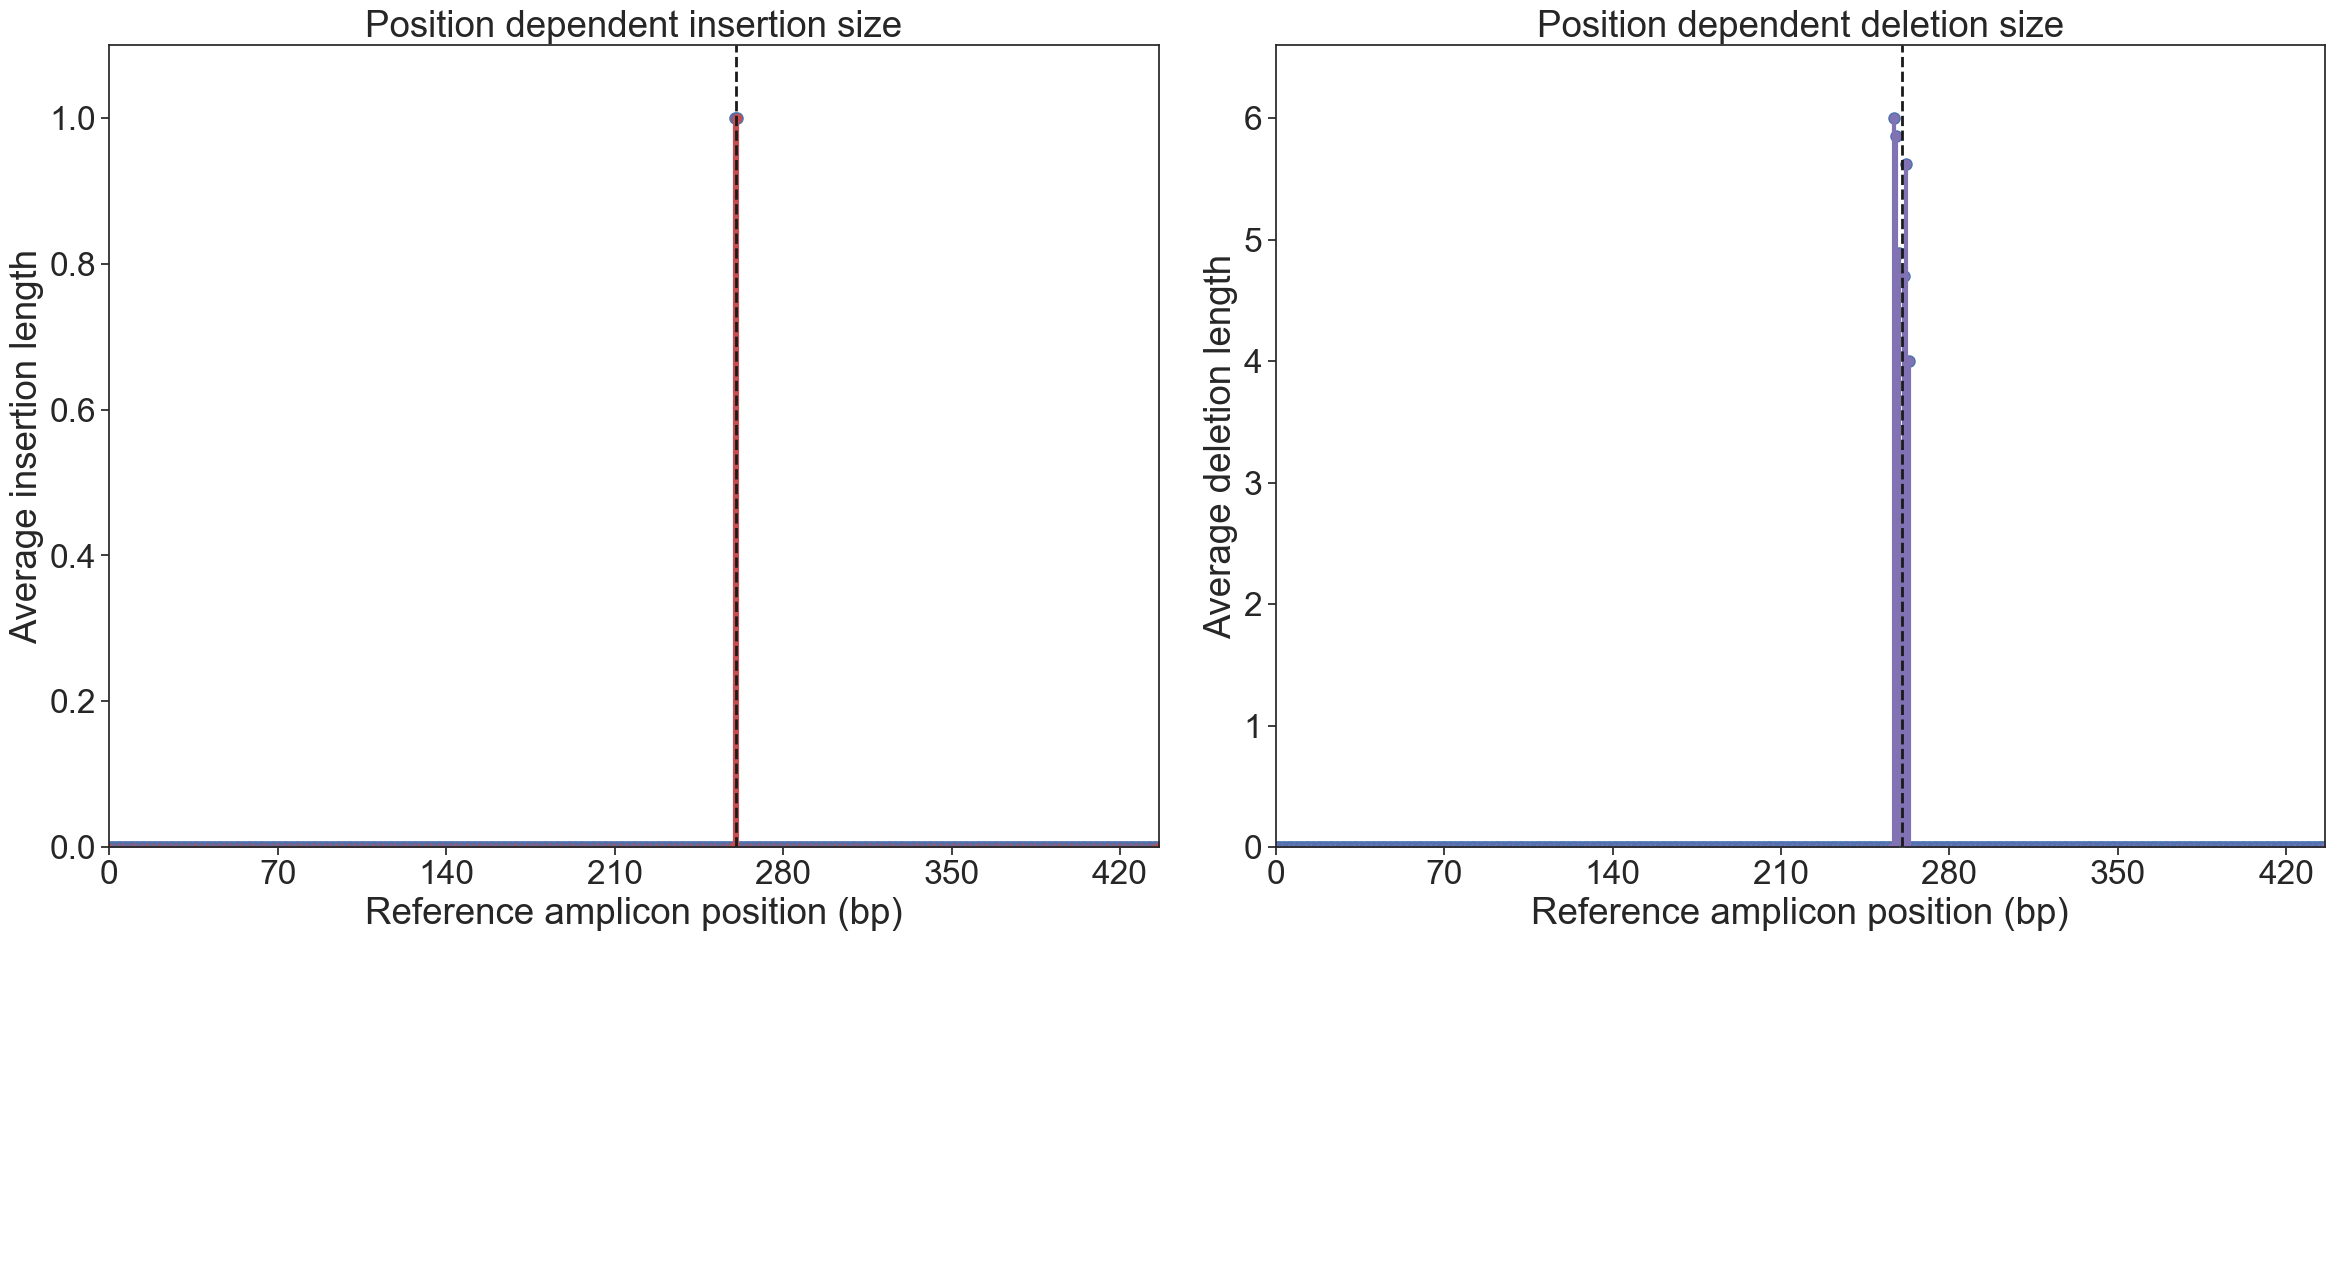 Position dependent insertion size
Average insertion length
1.0
0.8
0.6
0.4
0.2
0.0
0 70 140 210 280 350 420
Reference amplicon position (bp)
Position dependent deletion size
Average deletion length
6
5
4
3
2
1
0
0 70 140 210 280 350 420
Reference amplicon position (bp)